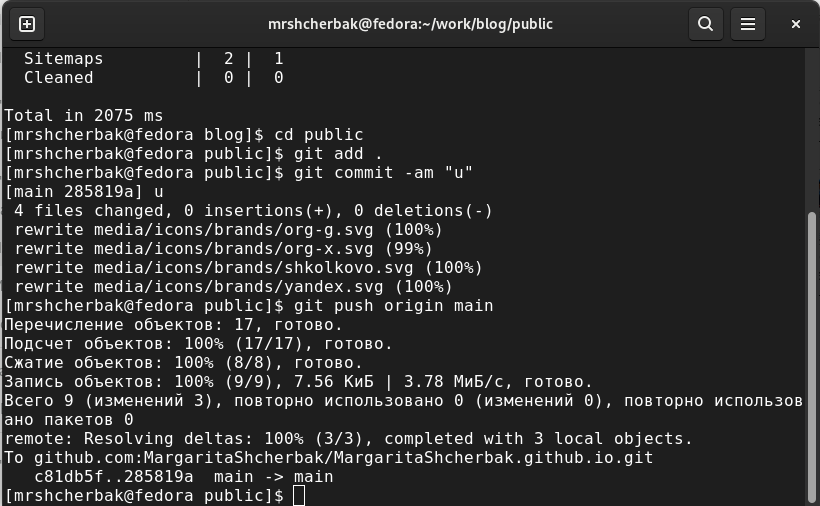 mrshcherbak@fedora:~/work/blog/public
Sitemaps | 2 | 1
Cleaned | 0 | 0
Total in 2075 ms
[mrshcherbak@fedora blog]$ cd public
[mrshcherbak@fedora public]$ git add .
[mrshcherbak@fedora public]$ git commit -am "u"
[main 285819a] u
4 files changed, 0 insertions(+), 0 deletions(-)
rewrite media/icons/brands/org-g.svg (100%)
rewrite media/icons/brands/org-x.svg (99%)
rewrite media/icons/brands/shkolkovo.svg (100%)
rewrite media/icons/brands/yandex.svg (100%)
[mrshcherbak@fedora public]$ git push origin main
Перечисление объектов: 17, готово.
Подсчет объектов: 100% (17/17), готово.
Сжатие объектов: 100% (8/8), готово.
Запись объектов: 100% (9/9), 7.56 КиБ | 3.78 МиБ/с, готово.
Всего 9 (изменений 3), повторно использовано 0 (изменений 0), повторно использов
ано пакетов 0
remote: Resolving deltas: 100% (3/3), completed with 3 local objects.
To github.com:MargaritaShcherbak/MargaritaShcherbak.github.io.git
c81db5f..285819a main -> main
[mrshcherbak@fedora public]$